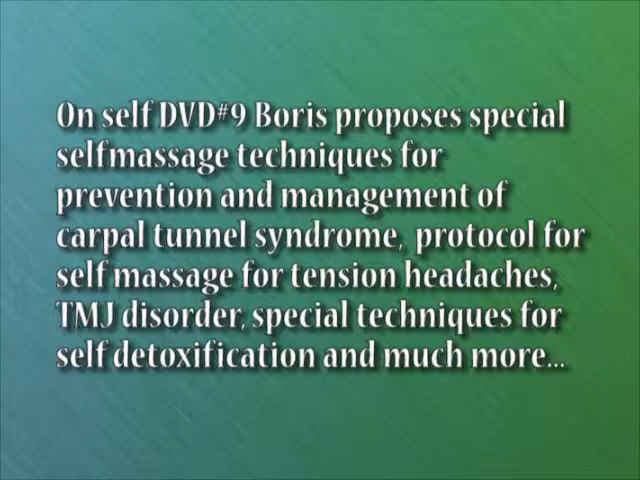 On self DVD#9 Boris proposes special
selfmassage techniques for
prevention and management of
carpal tunnel syndrome, protocol for
self massage for tension headaches,
TMJ disorder, special techniques for
self detoxification and much more...